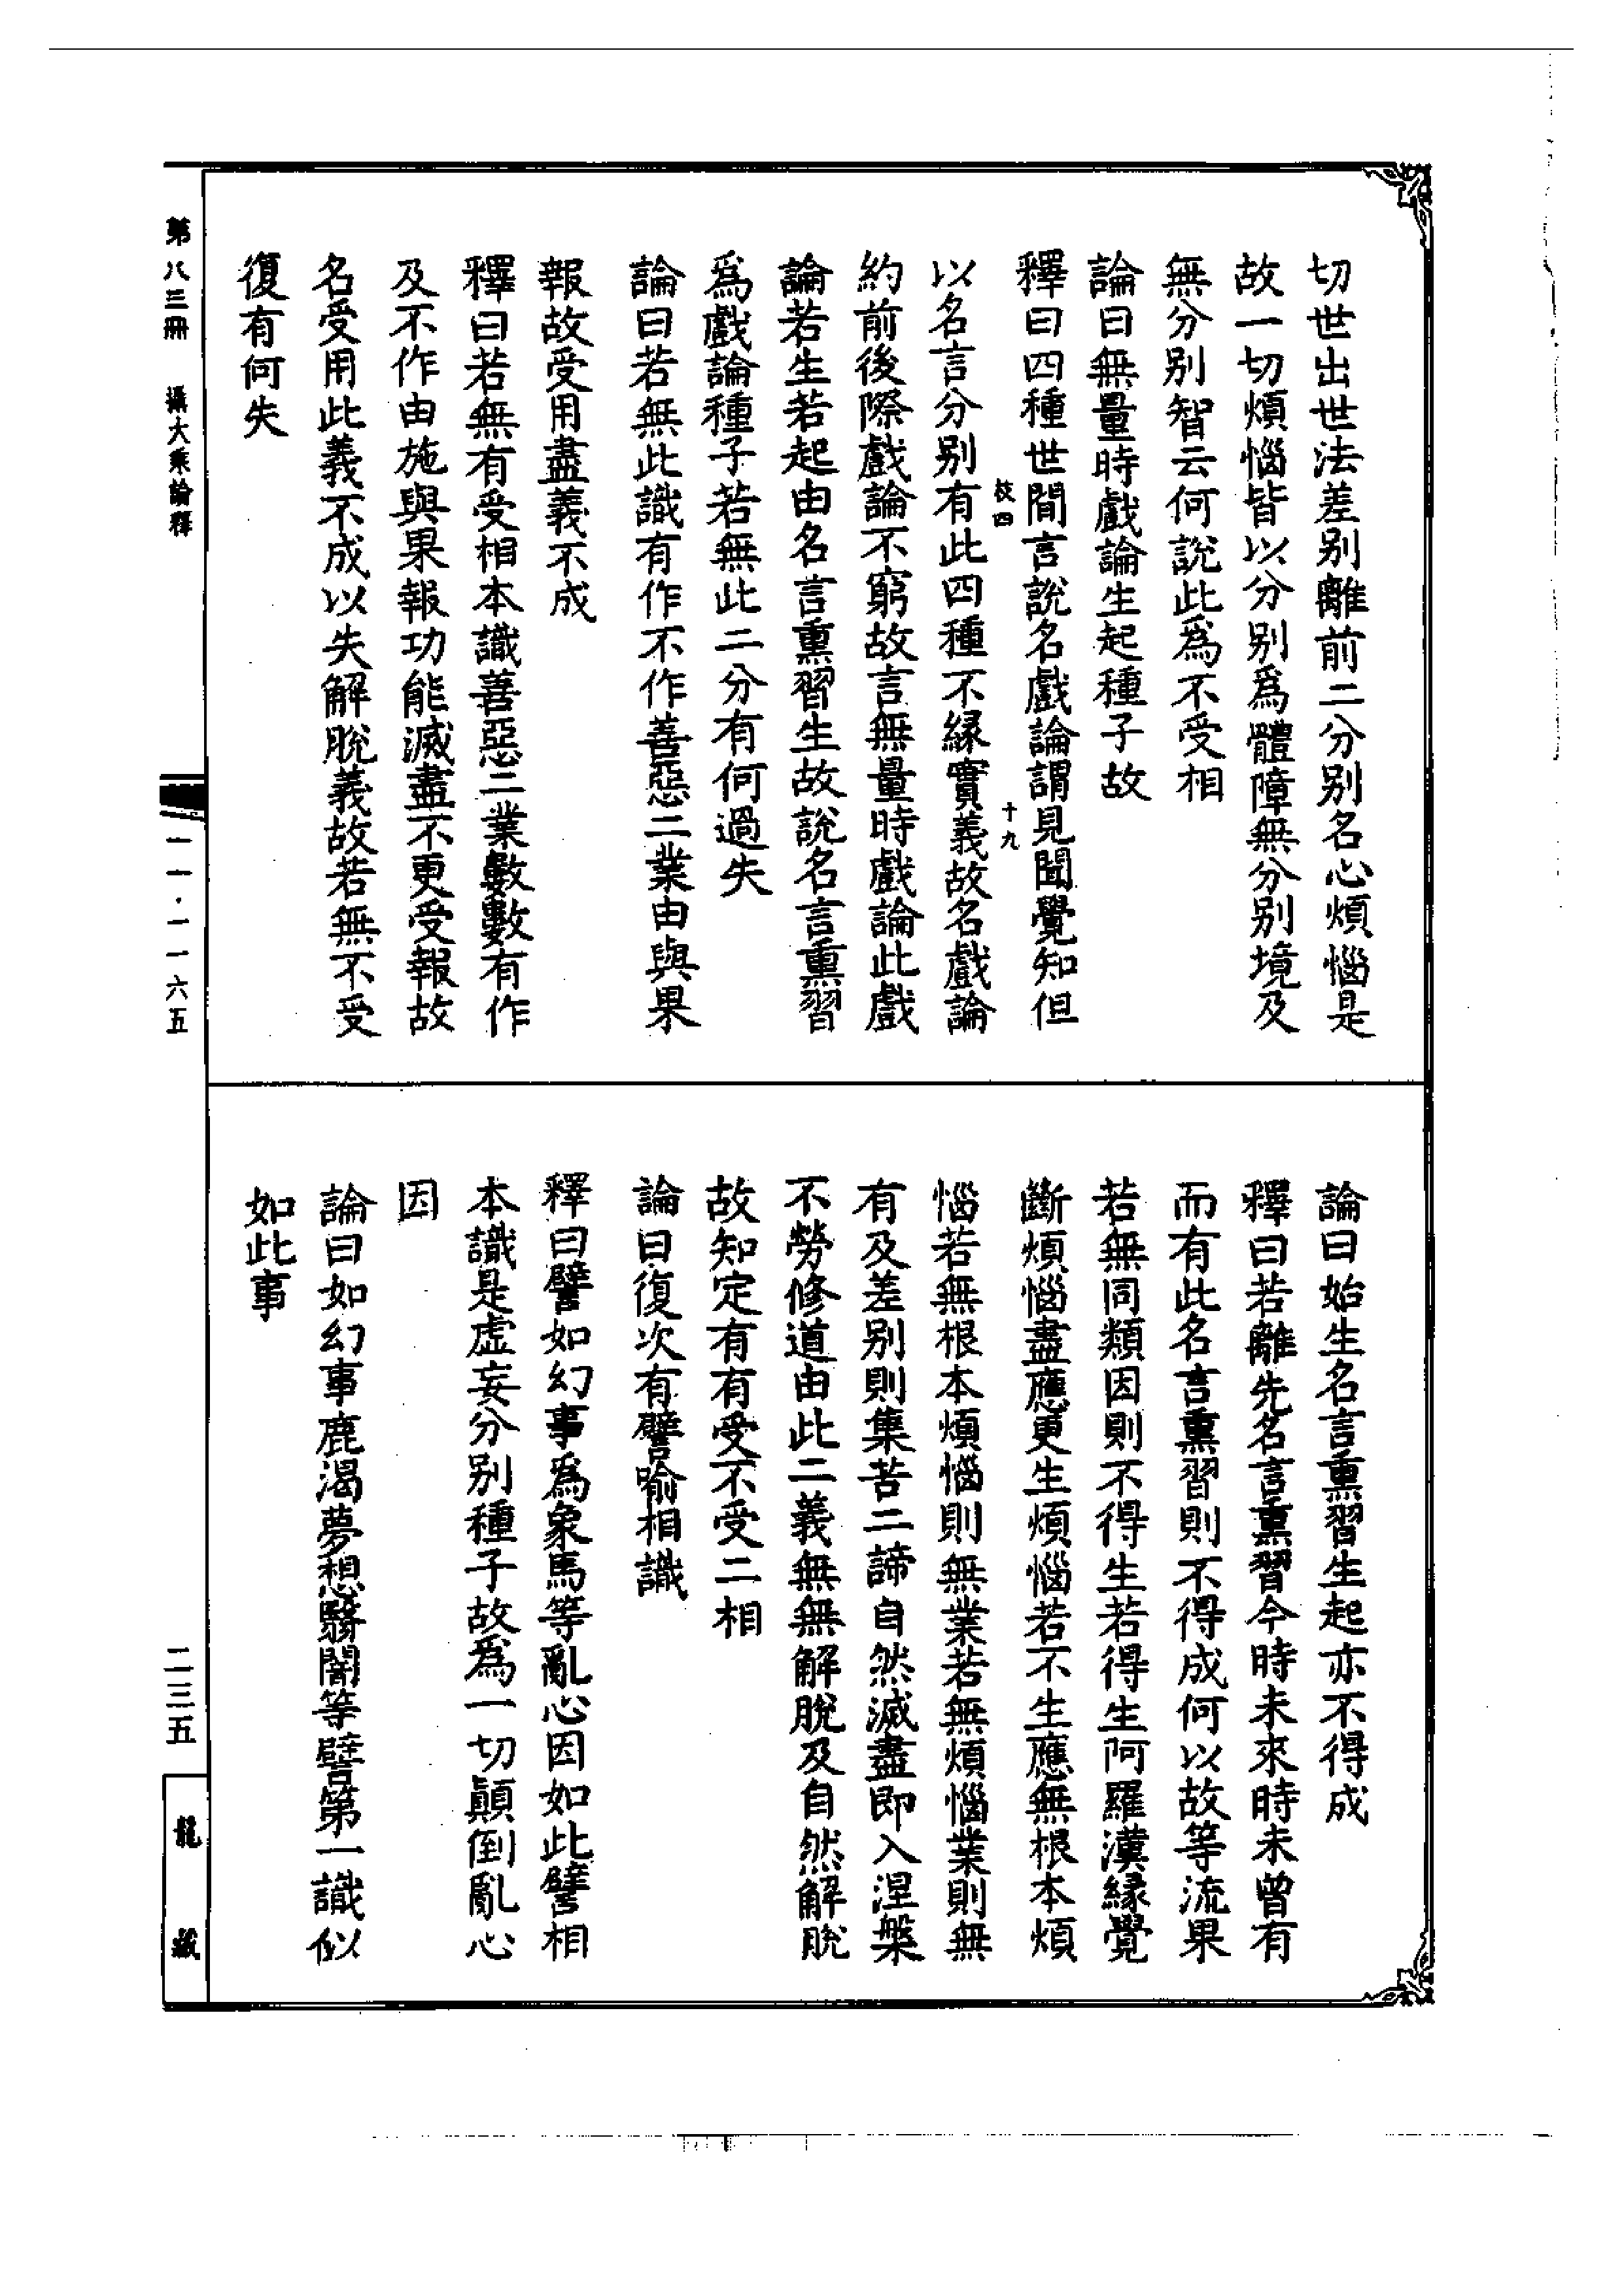 切世出世法差别離前二分别名心煩惱是
故一切煩惱皆以分别爲體障無分别境及
無分别智云何說此爲不受相
論曰無量時戲論生起種子故
釋曰四種世間言說名戲論謂見聞覺知但
枝四
十九
以名言分别有此四種不緣實義故名戲論
約前後際戲論不窮故言無量時戲論此戲
論若生若起由名言熏習生故說名言熏習
爲戲論種子若無此二分有何過失
論曰若無此識有作不作善惡二業由與果
報故受用盡義不成
釋曰若無有受相本識善惡二業數數有作
及不作由施與果報功能滅盡不更受報故
名受用此義不成以失解脫義故若無不受
復有何失
論曰始生名言熏習生起亦不得成
釋曰若離先名言熏習今時未來時未曾有
而有此名言熏習則不得成何以故等流果
若無同類因則不得生若得生阿羅漢緣覺
斷煩惱盡應更生煩惱若不生應無根本煩
惱若無根本煩惱則無業若無煩惱業則無
有及差别則集苦二諦自然滅盡即入涅槃
不勞修道由此二義無無解脫及自然解脫
故知定有有受不受二相
論曰復次有譬喻相識
釋曰譬如幻事爲象馬等亂心因如此譬相
本識是虛妄分别種子故爲一切顛倒亂心
因
論曰如幻事鹿渴夢想翳闇等譬第一識似
如此事
第八三冊 攝大乘論釋
一一·一一六五
二三五
龍藏